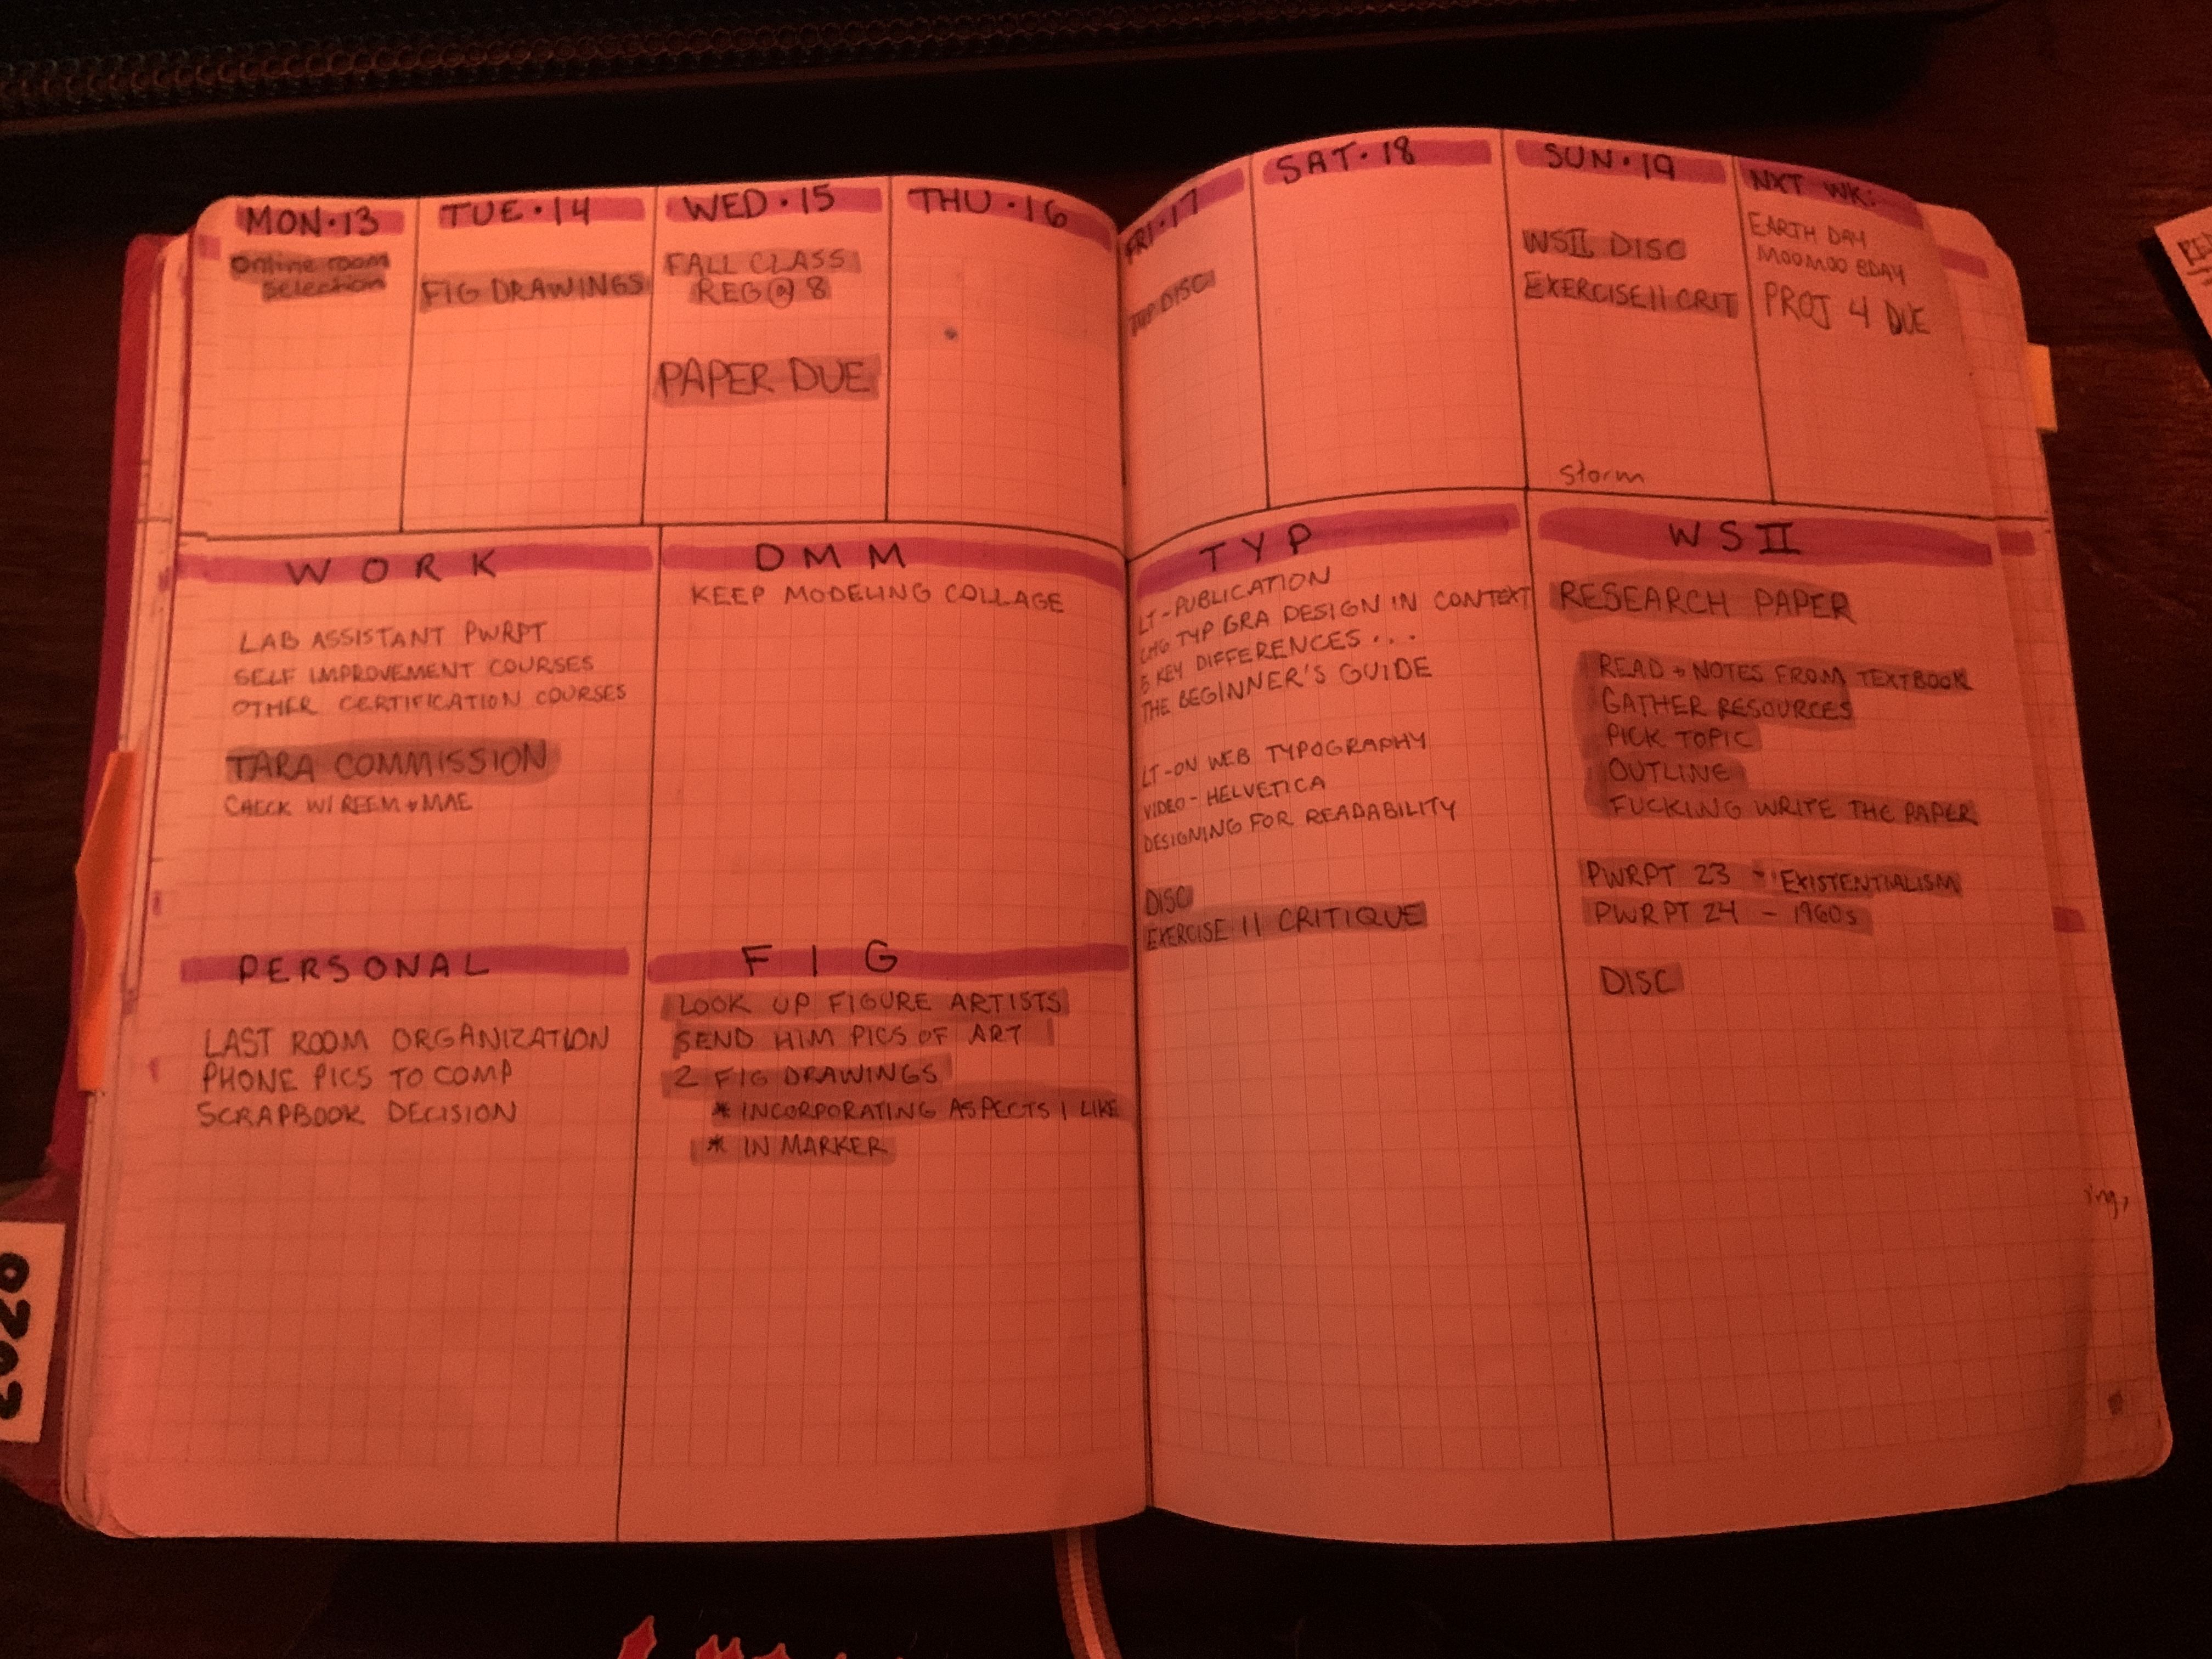 MON·13
Online room
selection
TUE·14
FIG DRAWINGS
WED·15
FALL CLASS
REG @ 8
PAPER DUE
THU·16
FRI·17
TYP DISC
SAT·18
SUN·19
WSII DISC
EXERCISE 11 CRIT
storm
NXT WK:
EARTH DAY
MOOMOO BDAY
PROJ 4 DUE
WORK
LAB ASSISTANT PWRPT
SELF IMPROVEMENT COURSES
OTHER CERTIFICATION COURSES
TARA COMMISSION
CHECK W/ REEM + MAE
DMM
KEEP MODELING COLLAGE
PERSONAL
LAST ROOM ORGANIZATION
PHONE PICS TO COMP
SCRAPBOOK DECISION
FIG
LOOK UP FIGURE ARTISTS
SEND HIM PICS OF ART
2 FIG DRAWINGS
* INCORPORATING ASPECTS I LIKE
* IN MARKER
TYP
LT - PUBLICATION
CHG TYP GRA DESIGN IN CONTEXT
5 KEY DIFFERENCES...
THE BEGINNER'S GUIDE
LT - ON WEB TYPOGRAPHY
VIDEO - HELVETICA
DESIGNING FOR READABILITY
DISC
EXERCISE 11 CRITIQUE
WSII
RESEARCH PAPER
READ + NOTES FROM TEXTBOOK
GATHER RESOURCES
PICK TOPIC
OUTLINE
FUCKING WRITE THE PAPER
PWRPT 23 - EXISTENTIALISM
PWRPT 24 - 1960s
DISC
ing,
2020